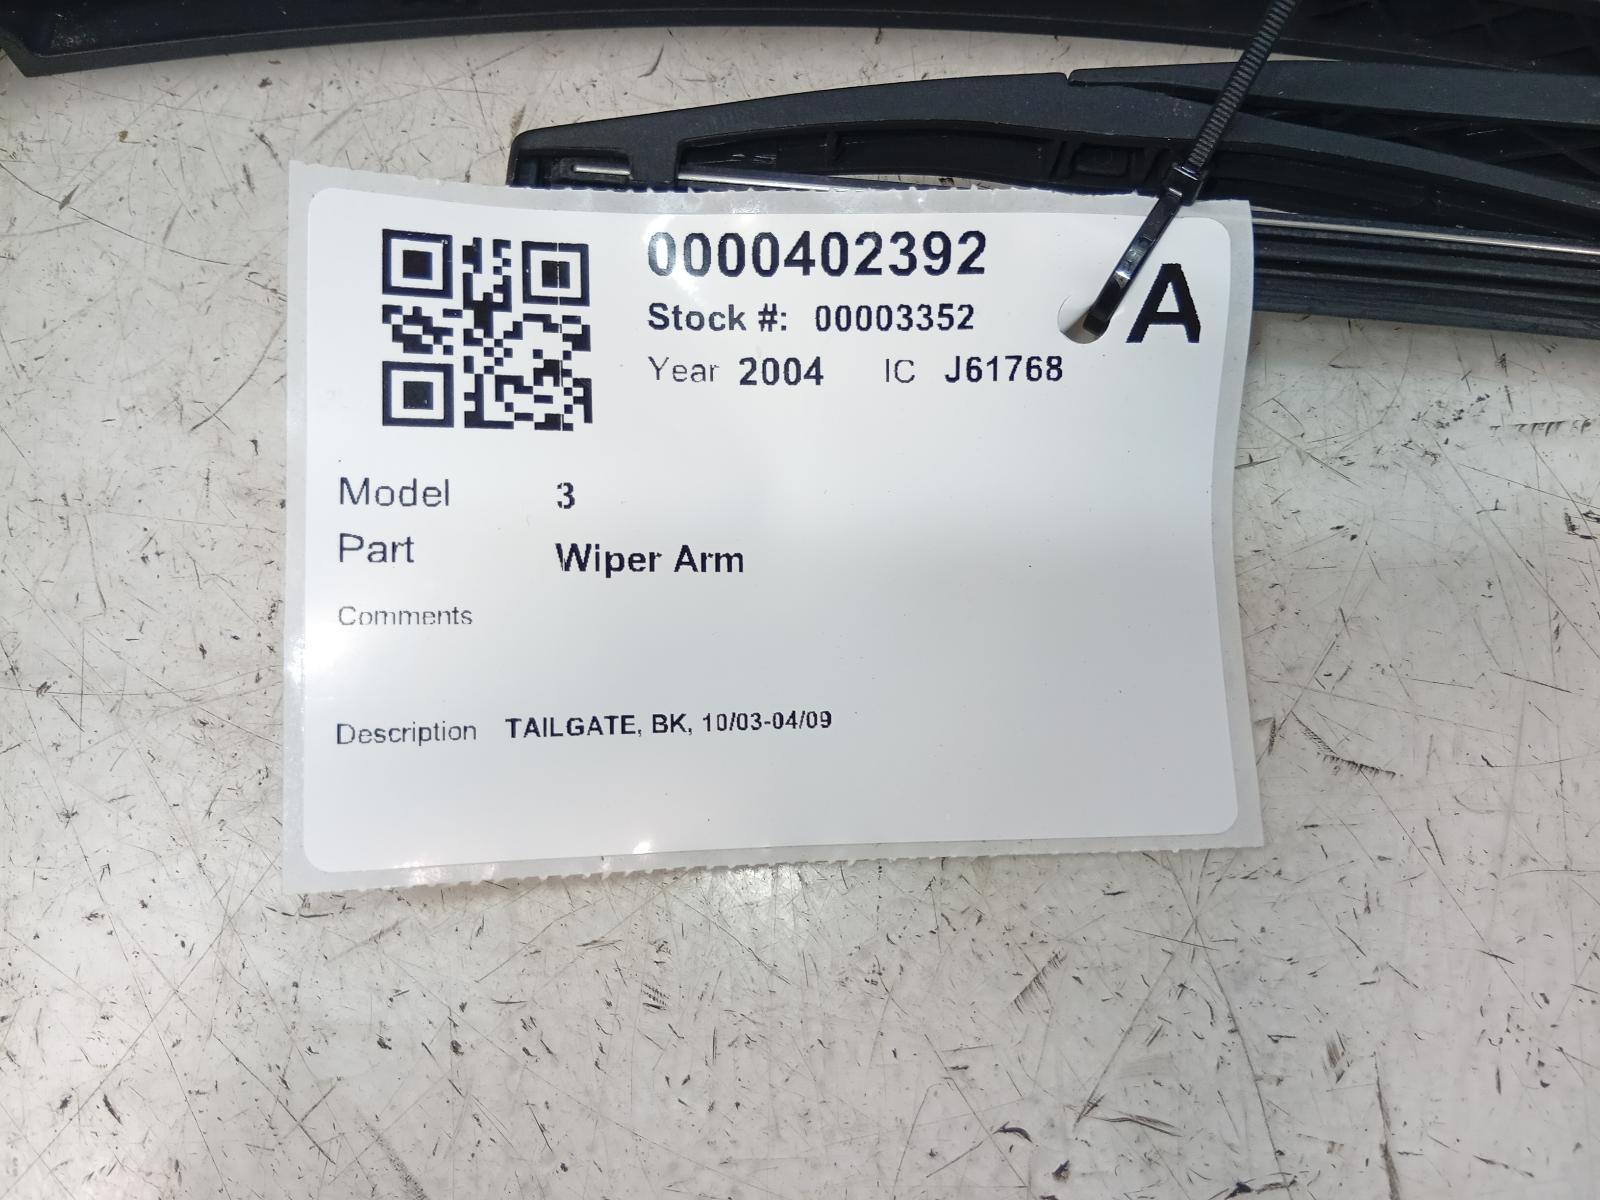 0000402392
Stock #: 00003352
A
Year 2004 IC J61768
Model 3
Part Wiper Arm
Comments
Description TAILGATE, BK, 10/03-04/09